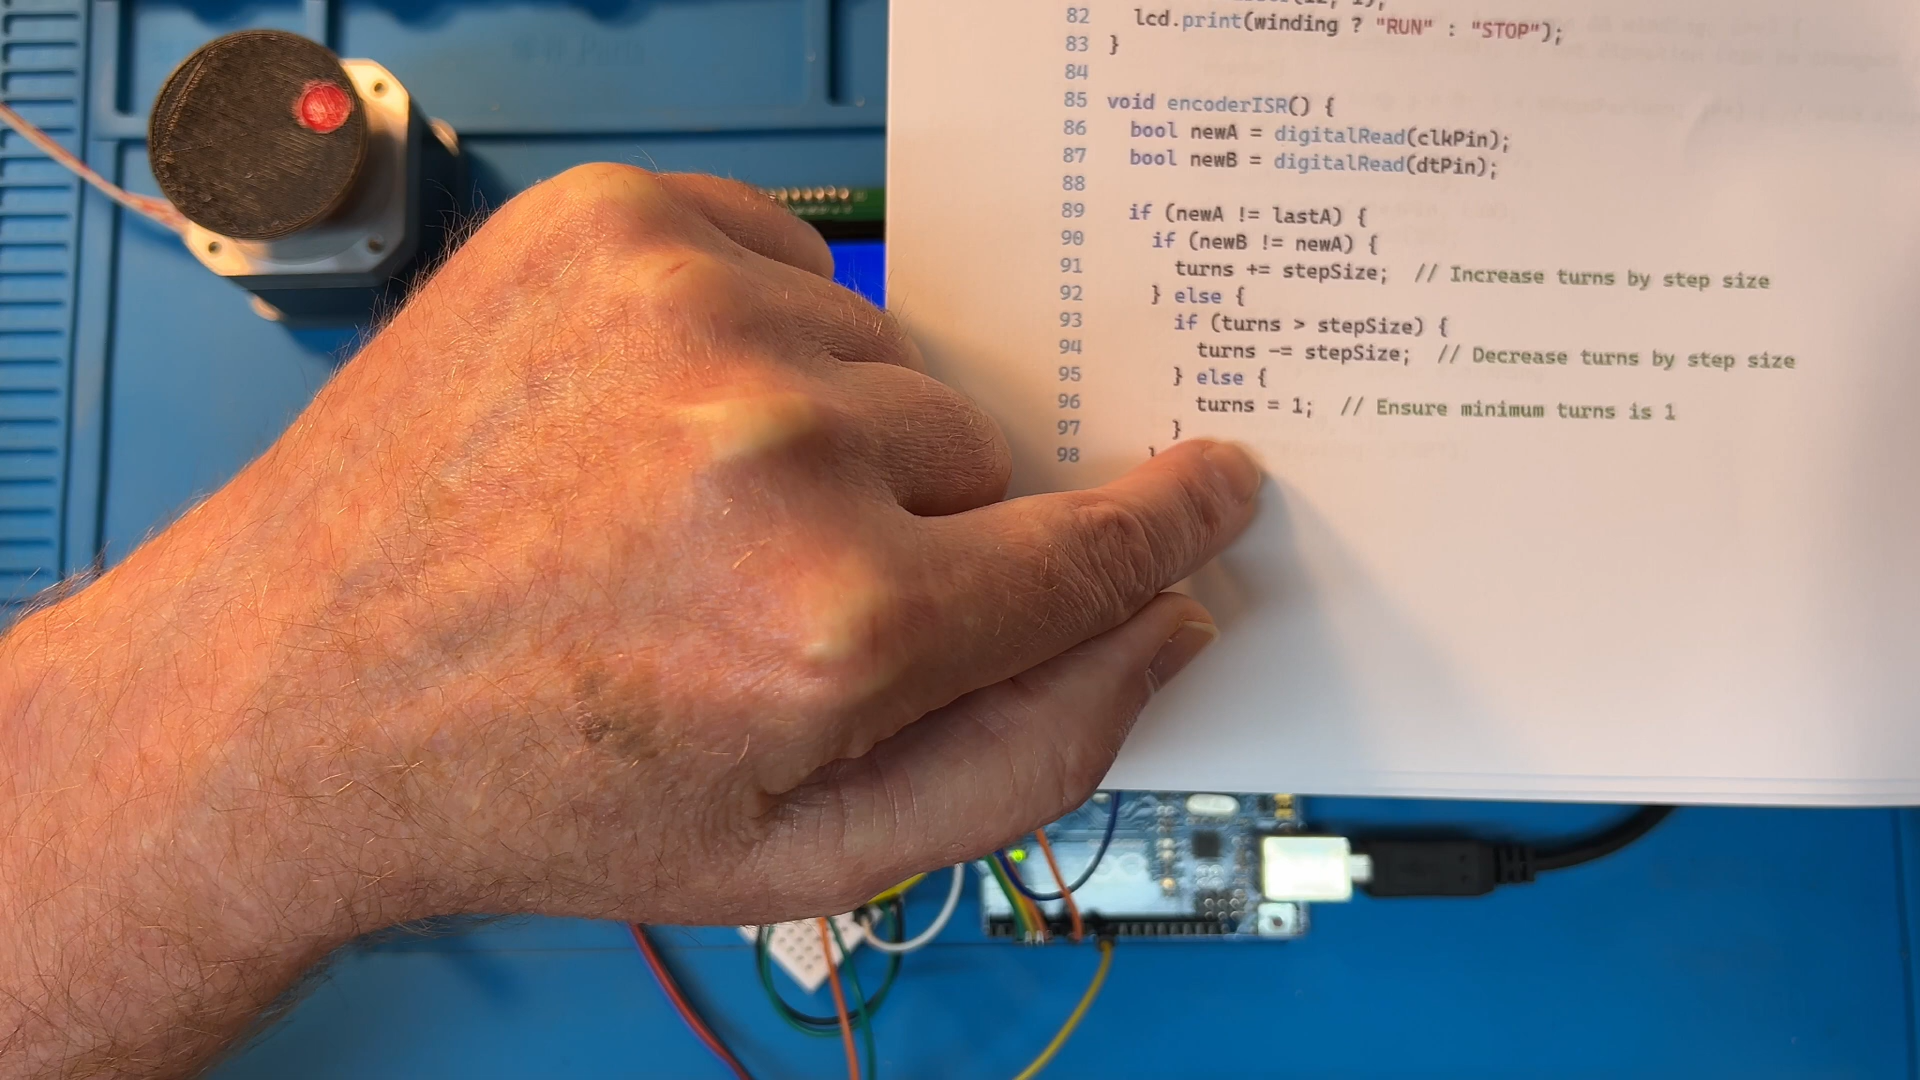 82 lcd.print(winding ? "RUN" : "STOP");
83 }
84
85 void encoderISR() {
86 bool newA = digitalRead(clkPin);
87 bool newB = digitalRead(dtPin);
88
89 if (newA != lastA) {
90 if (newB != newA) {
91 turns += stepSize; // Increase turns by step size
92 } else {
93 if (turns > stepSize) {
94 turns -= stepSize; // Decrease turns by step size
95 } else {
96 turns = 1; // Ensure minimum turns is 1
97 }
98 }